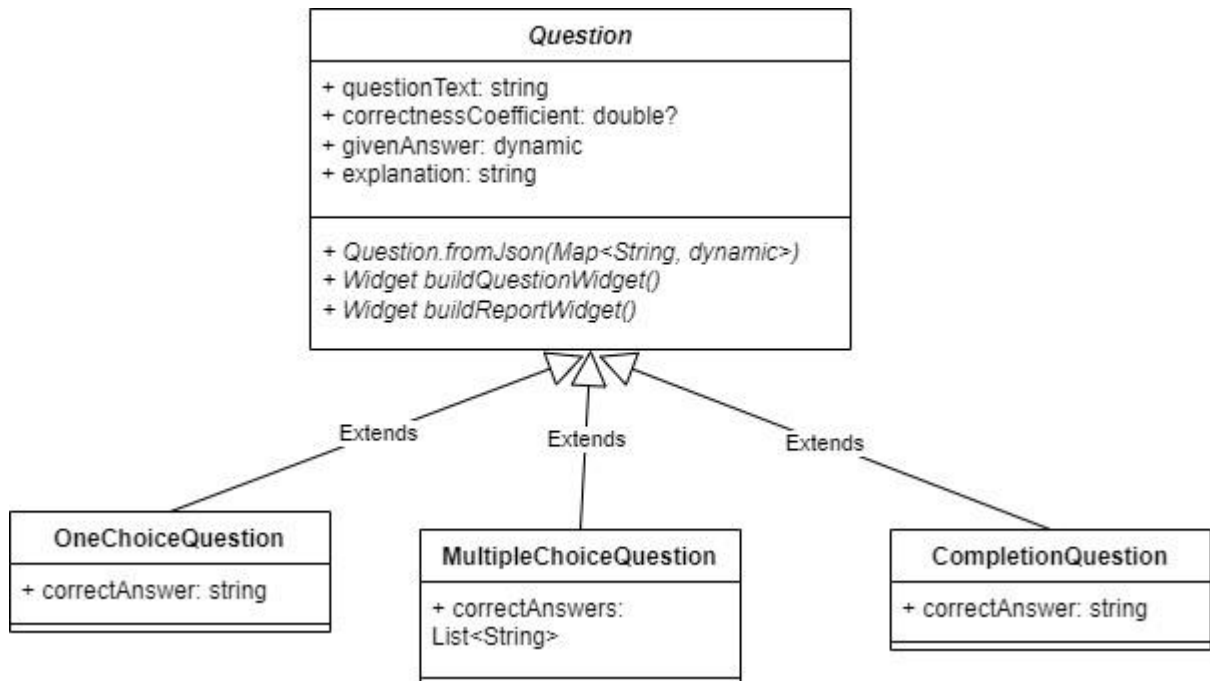 Question
+ questionText: string
+ correctnessCoefficient: double?
+ givenAnswer: dynamic
+ explanation: string
+ Question.fromJson(Map<String, dynamic>)
+ Widget buildQuestionWidget()
+ Widget buildReportWidget()
Extends
Extends
Extends
OneChoiceQuestion
+ correctAnswer: string
MultipleChoiceQuestion
+ correctAnswers:
List<String>
CompletionQuestion
+ correctAnswer: string